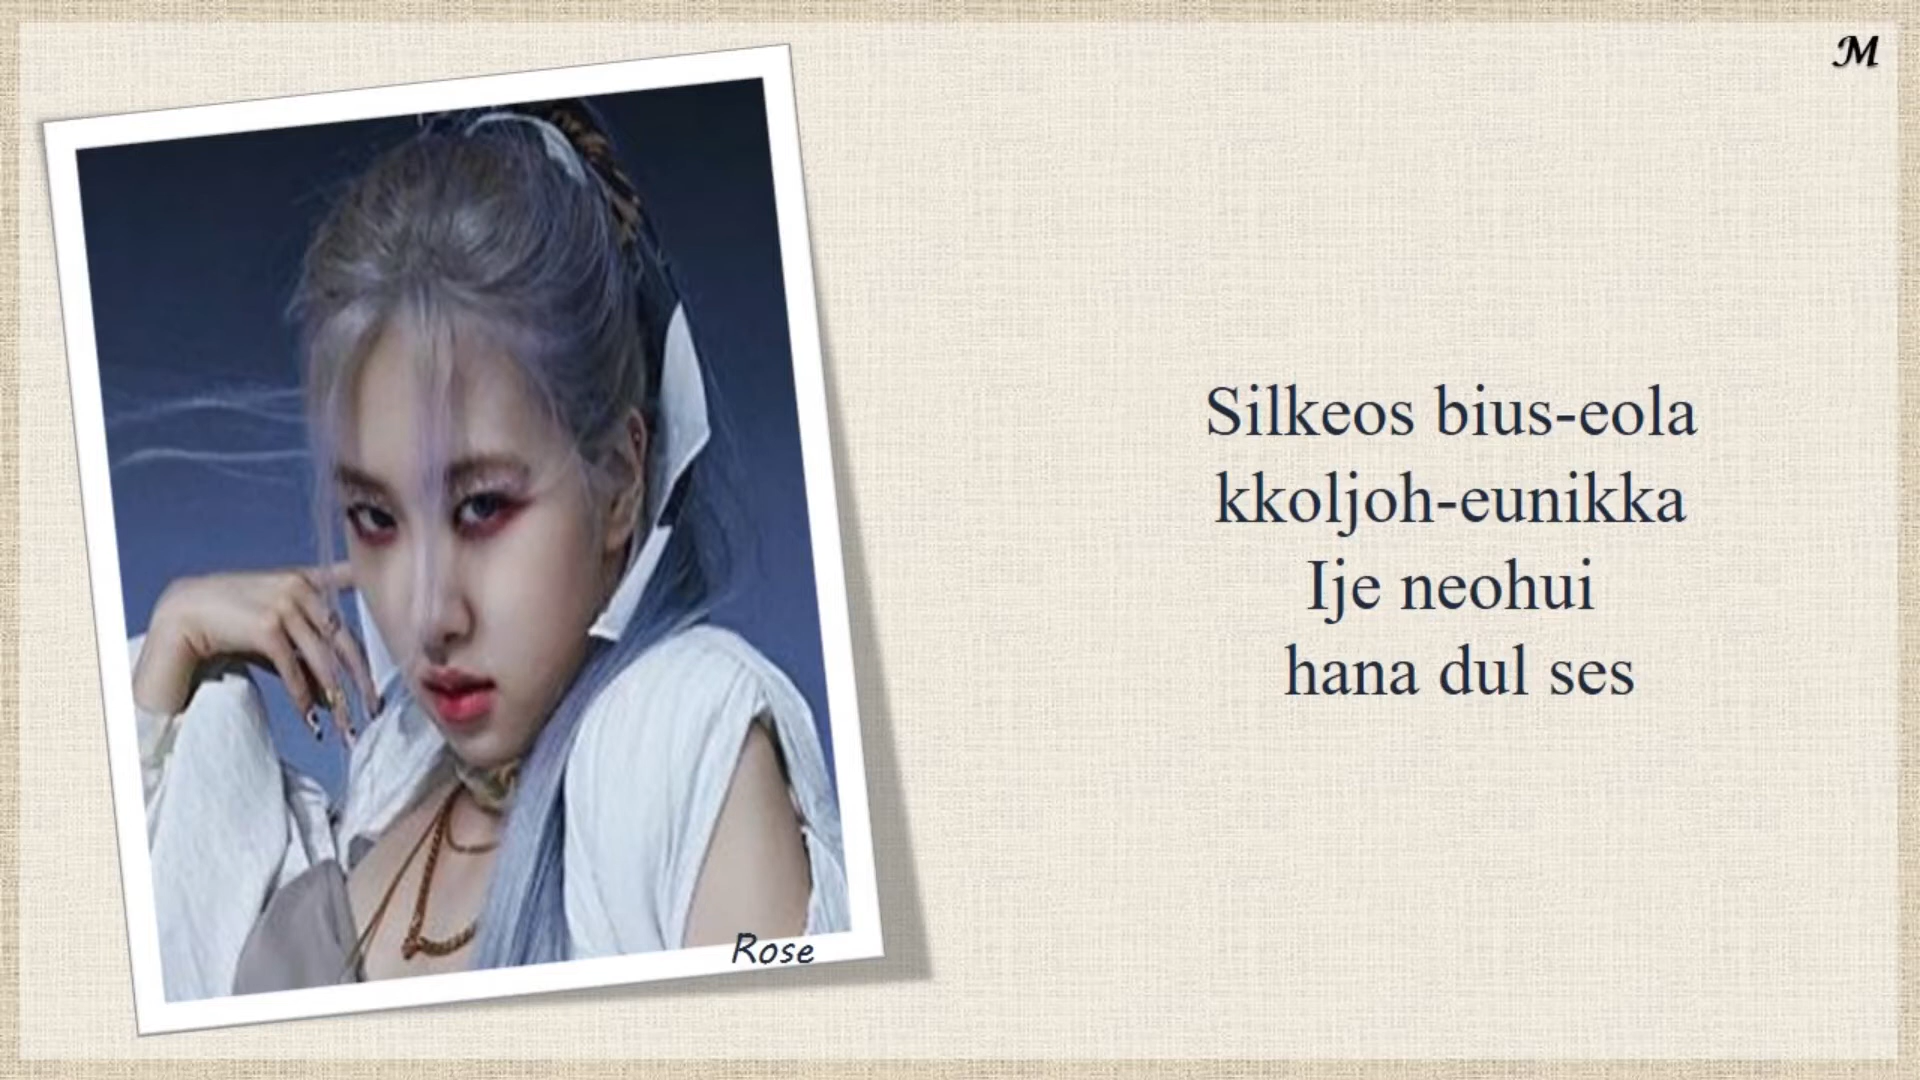 M
Silkeos bius-eola
kkoljoh-eunikka
Ije neohui
hana dul ses
Rose